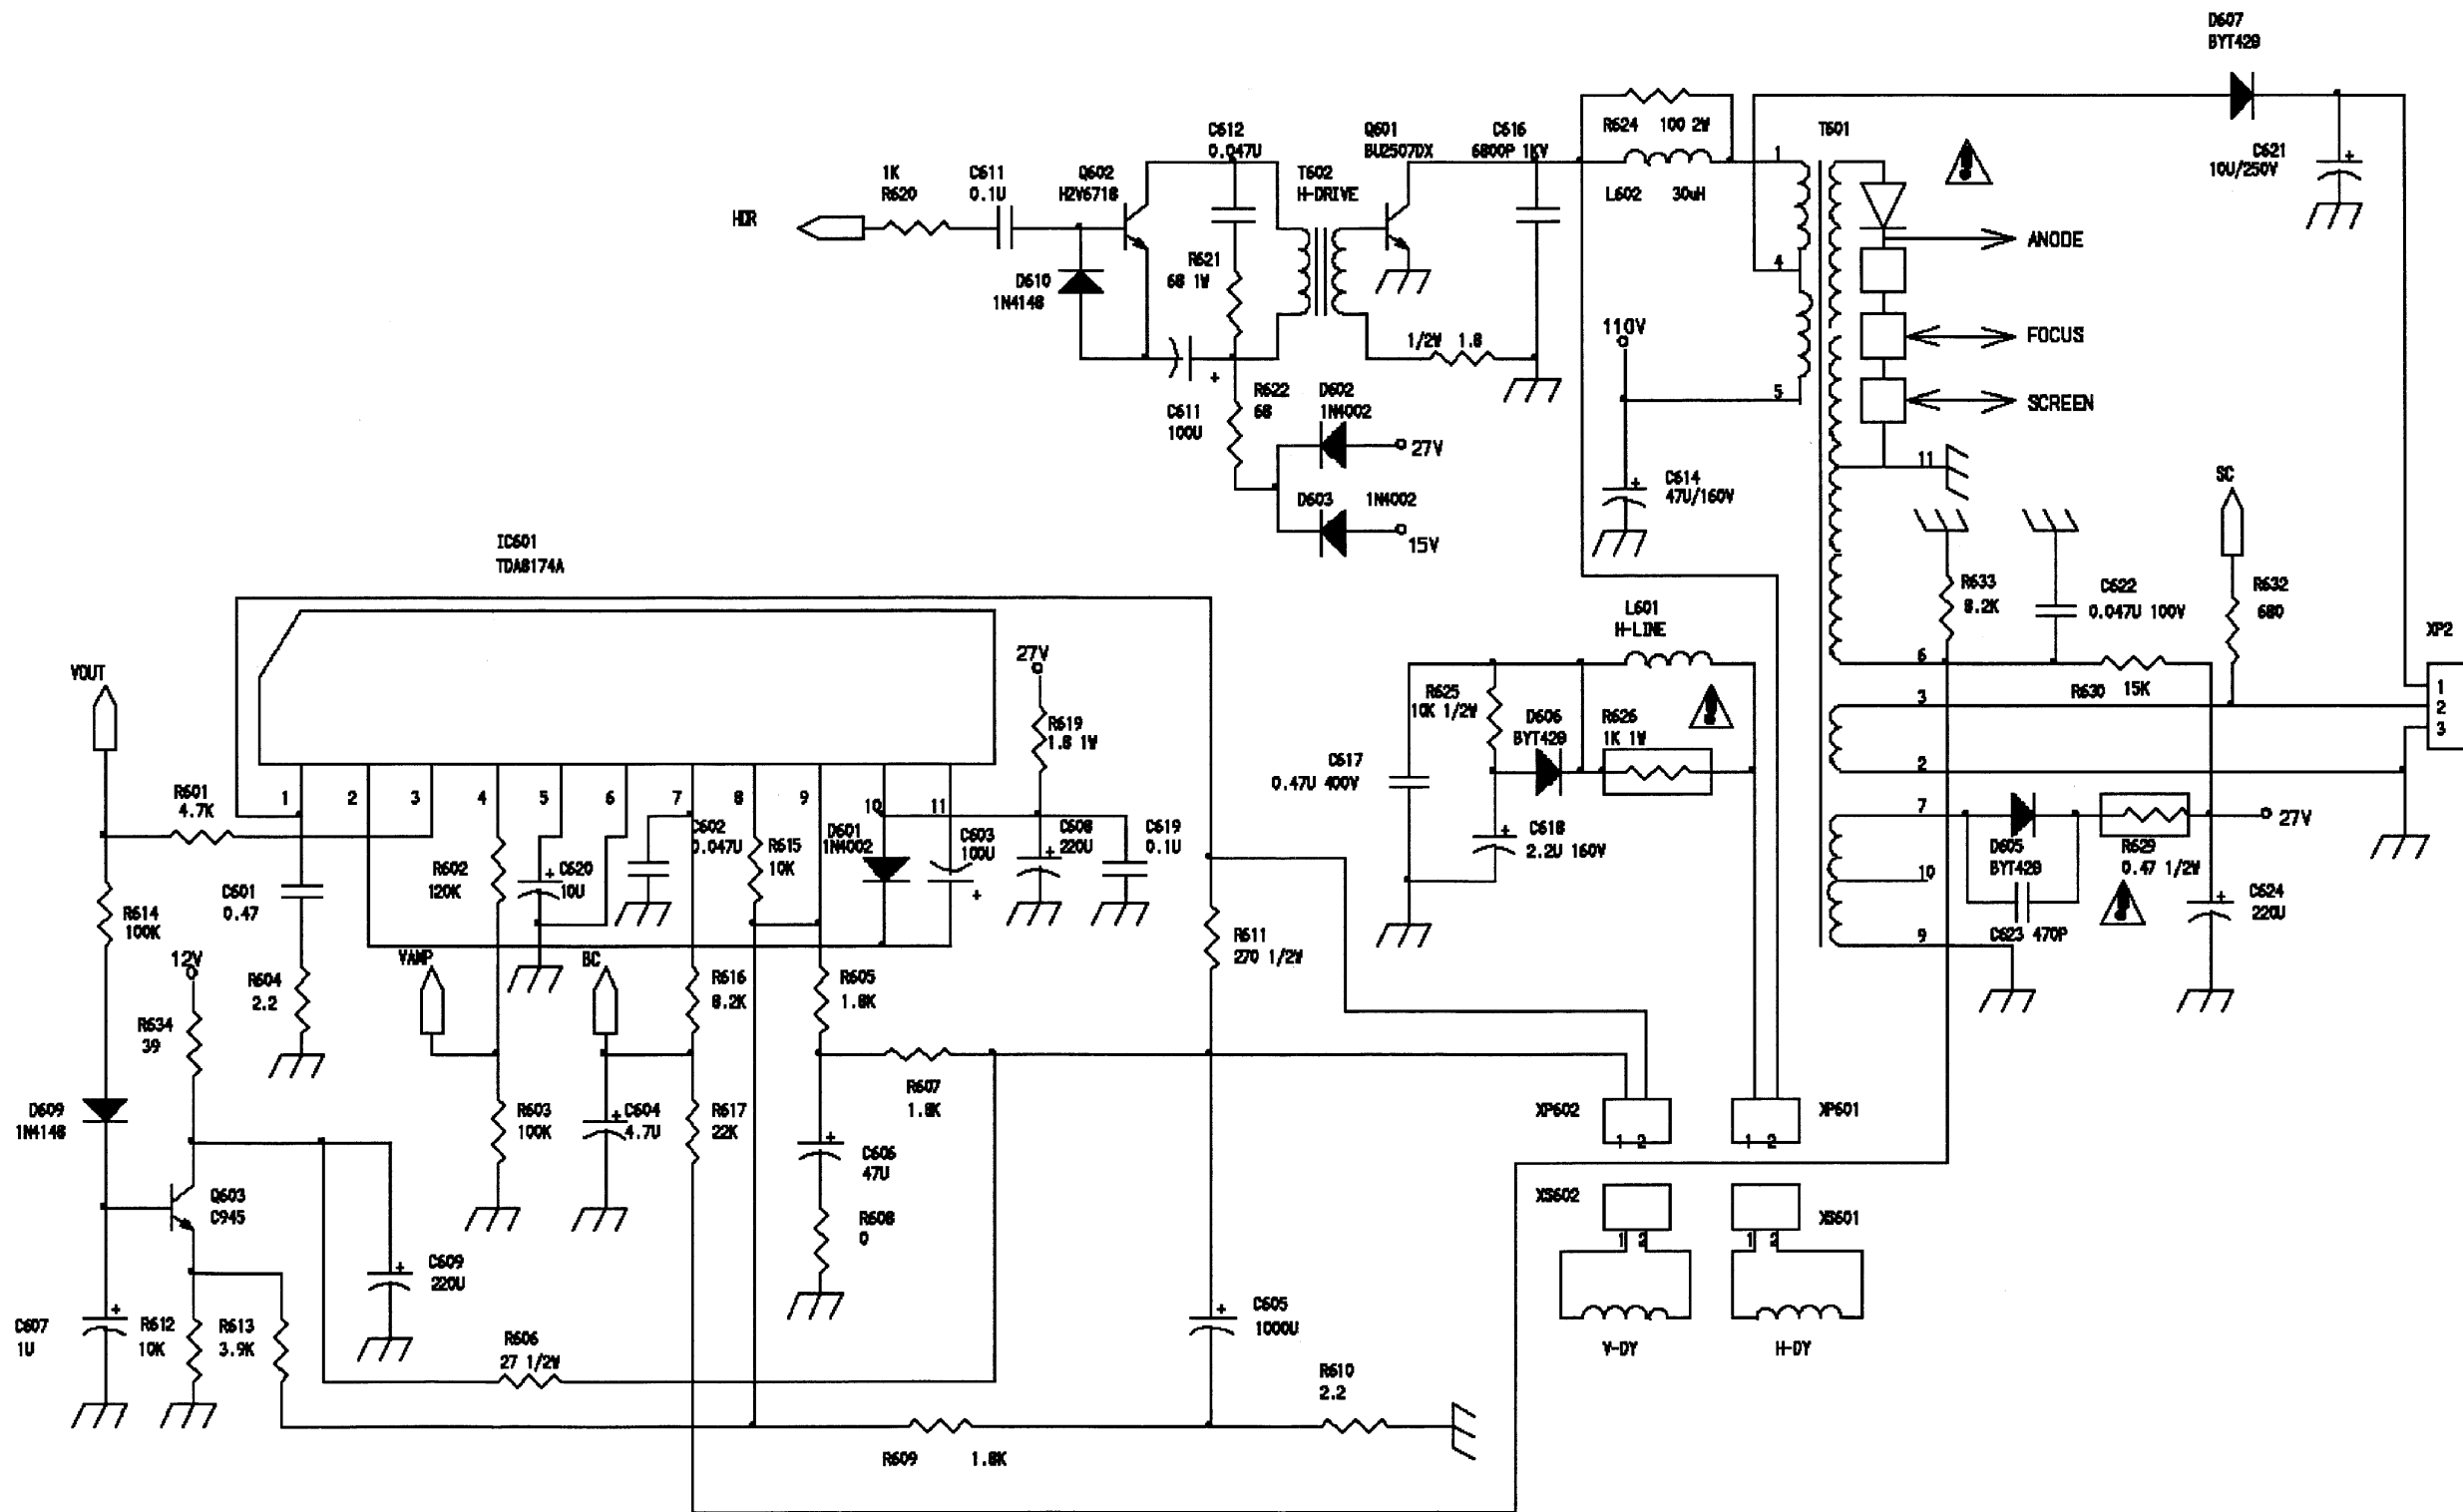 D607
BYT429
C621
10U/250V
R624 100 2W
T601
1
L602 30uH
C612
0.047U
Q601
BU2507DX
C616
6800P 1KV
1K
R620
C611
0.1U
Q602
T602
H-DRIVE
HDR
D610
1N4148
R621
68 1W
ANODE
4
FOCUS
110V
1/2W 1.8
5
SCREEN
C611
100U
+
R622
68
D602
1N4002
27V
D603 1N4002
15V
C614
47U/160V
+
11
SC
IC601
TDA8174A
R633
8.2K
C622
0.047U 100V
R632
680
XP2
L601
H-LINE
6
R630 15K
1
2
3
3
2
VOUT
27V
R619
1.8 1W
R625
10K 1/2W
D606
BYT429
R626
1K 1W
C617
0.47U 400V
C618
2.2U 160V
+
7
27V
D605
BYT429
R629
0.47 1/2W
10
C623 470P
9
C624
220U
+
R601
4.7K
1
2
3
4
5
6
7
8
9
10
11
C602
0.047U
R615
10K
D601
1N4002
C603
100U
+
C608
220U
+
C619
0.1U
R602
120K
C620
10U
+
C601
0.47
R614
100K
12V
R604
2.2
R634
39
VAMP
BC
R616
8.2K
R605
1.8K
R611
270 1/2W
R607
1.8K
D609
1N4148
R603
100K
C604
4.7U
+
R617
22K
C606
47U
+
XP602
1 2
XP601
1 2
Q603
C945
R608
0
XS602
1 2
XS601
1 2
C609
220U
+
C607
1U
+
R612
10K
R613
3.9K
R606
27 1/2W
C605
1000U
+
R610
2.2
V-DY
H-DY
R609 1.8K